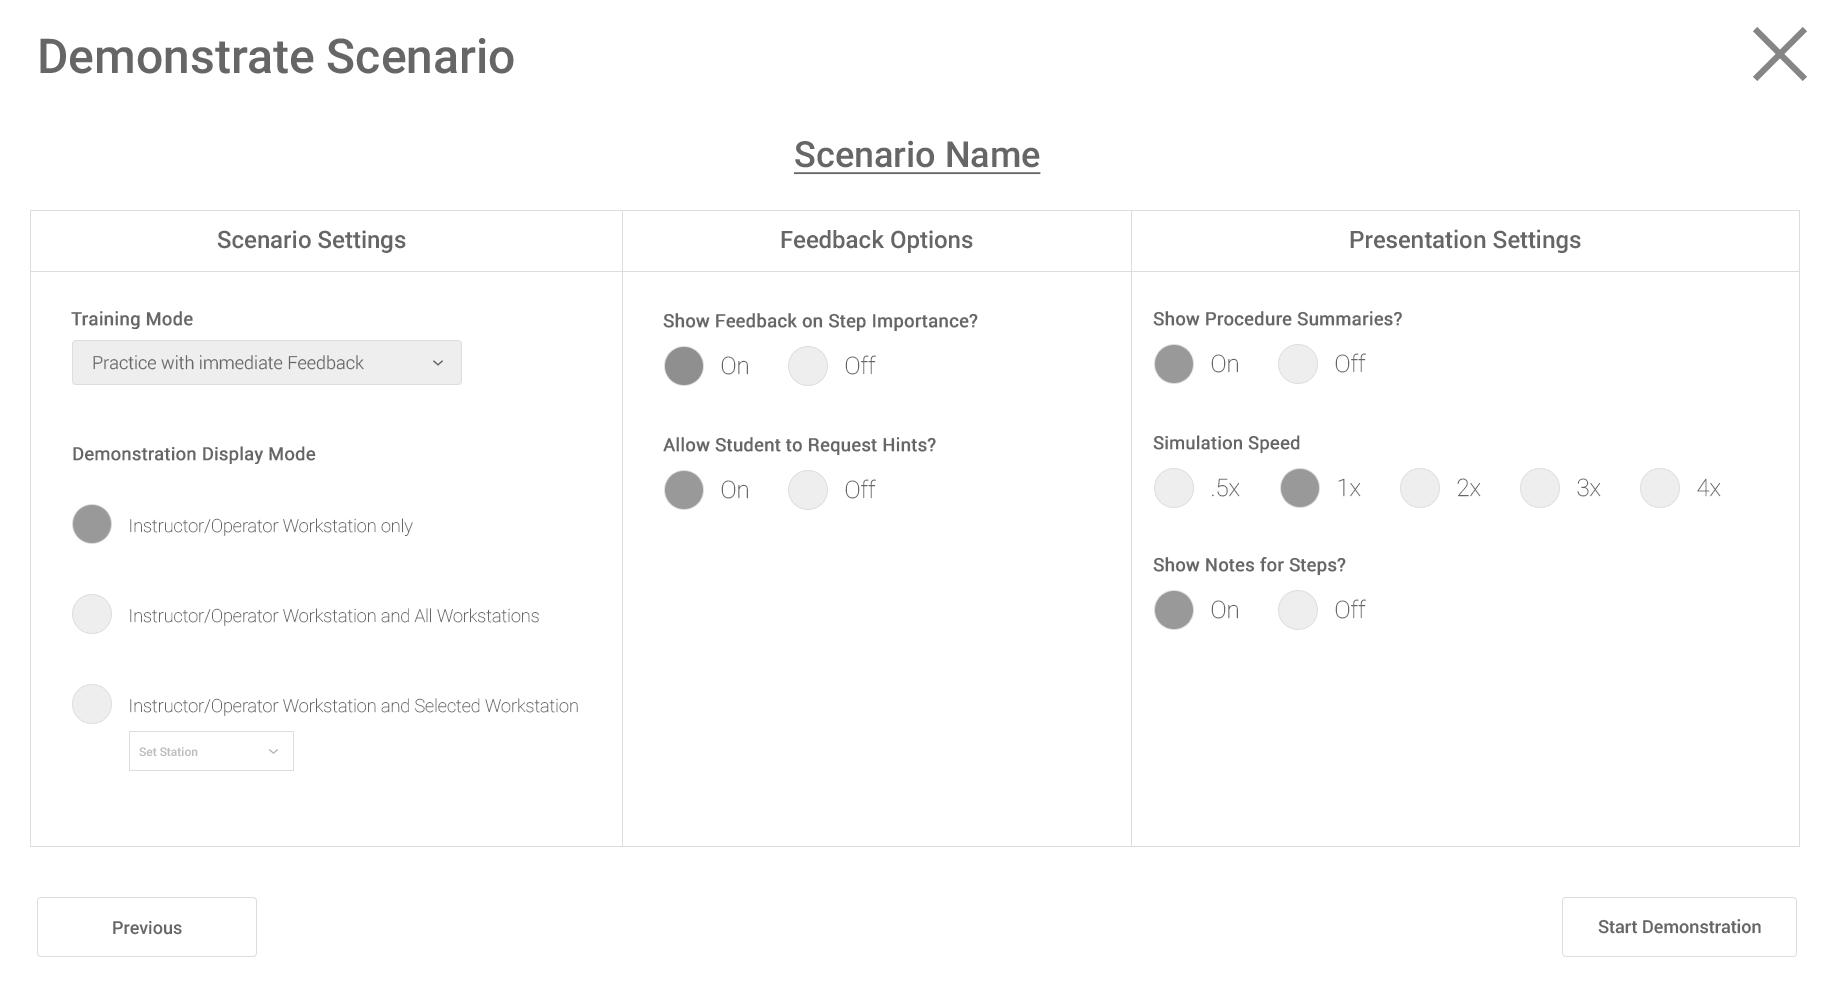 Demonstrate Scenario
Scenario Name
Scenario Settings
Feedback Options
Presentation Settings
Training Mode
Practice with immediate Feedback
Demonstration Display Mode
Instructor/Operator Workstation only
Instructor/Operator Workstation and All Workstations
Instructor/Operator Workstation and Selected Workstation
Set Station
Show Feedback on Step Importance?
On Off
Allow Student to Request Hints?
On Off
Show Procedure Summaries?
On Off
Simulation Speed
.5x 1x 2x 3x 4x
Show Notes for Steps?
On Off
Previous
Start Demonstration